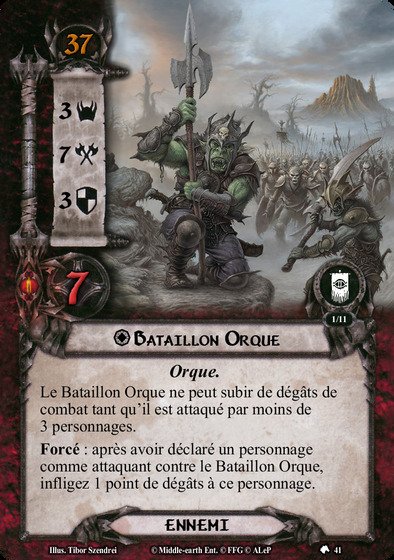 37
3
7
3
7
1/11
Bataillon Orque
Orque.
Le Bataillon Orque ne peut subir de dégâts de
combat tant qu'il est attaqué par moins de
3 personnages.
Forcé : après avoir déclaré un personnage
comme attaquant contre le Bataillon Orque,
infligez 1 point de dégâts à ce personnage.
ENNEMI
Illus. Tibor Szendrei
© Middle-earth Ent. © FFG © ALeP
41